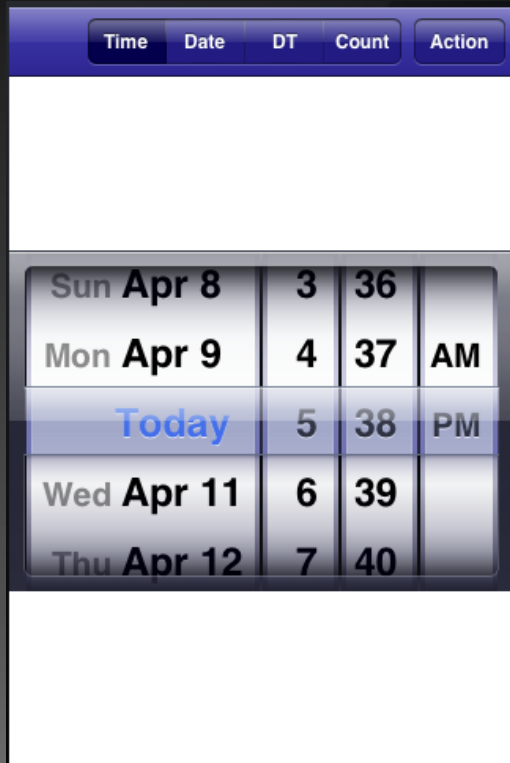 Time Date DT Count Action
Sun Apr 8 3 36
Mon Apr 9 4 37 AM
Today 5 38 PM
Wed Apr 11 6 39
Thu Apr 12 7 40